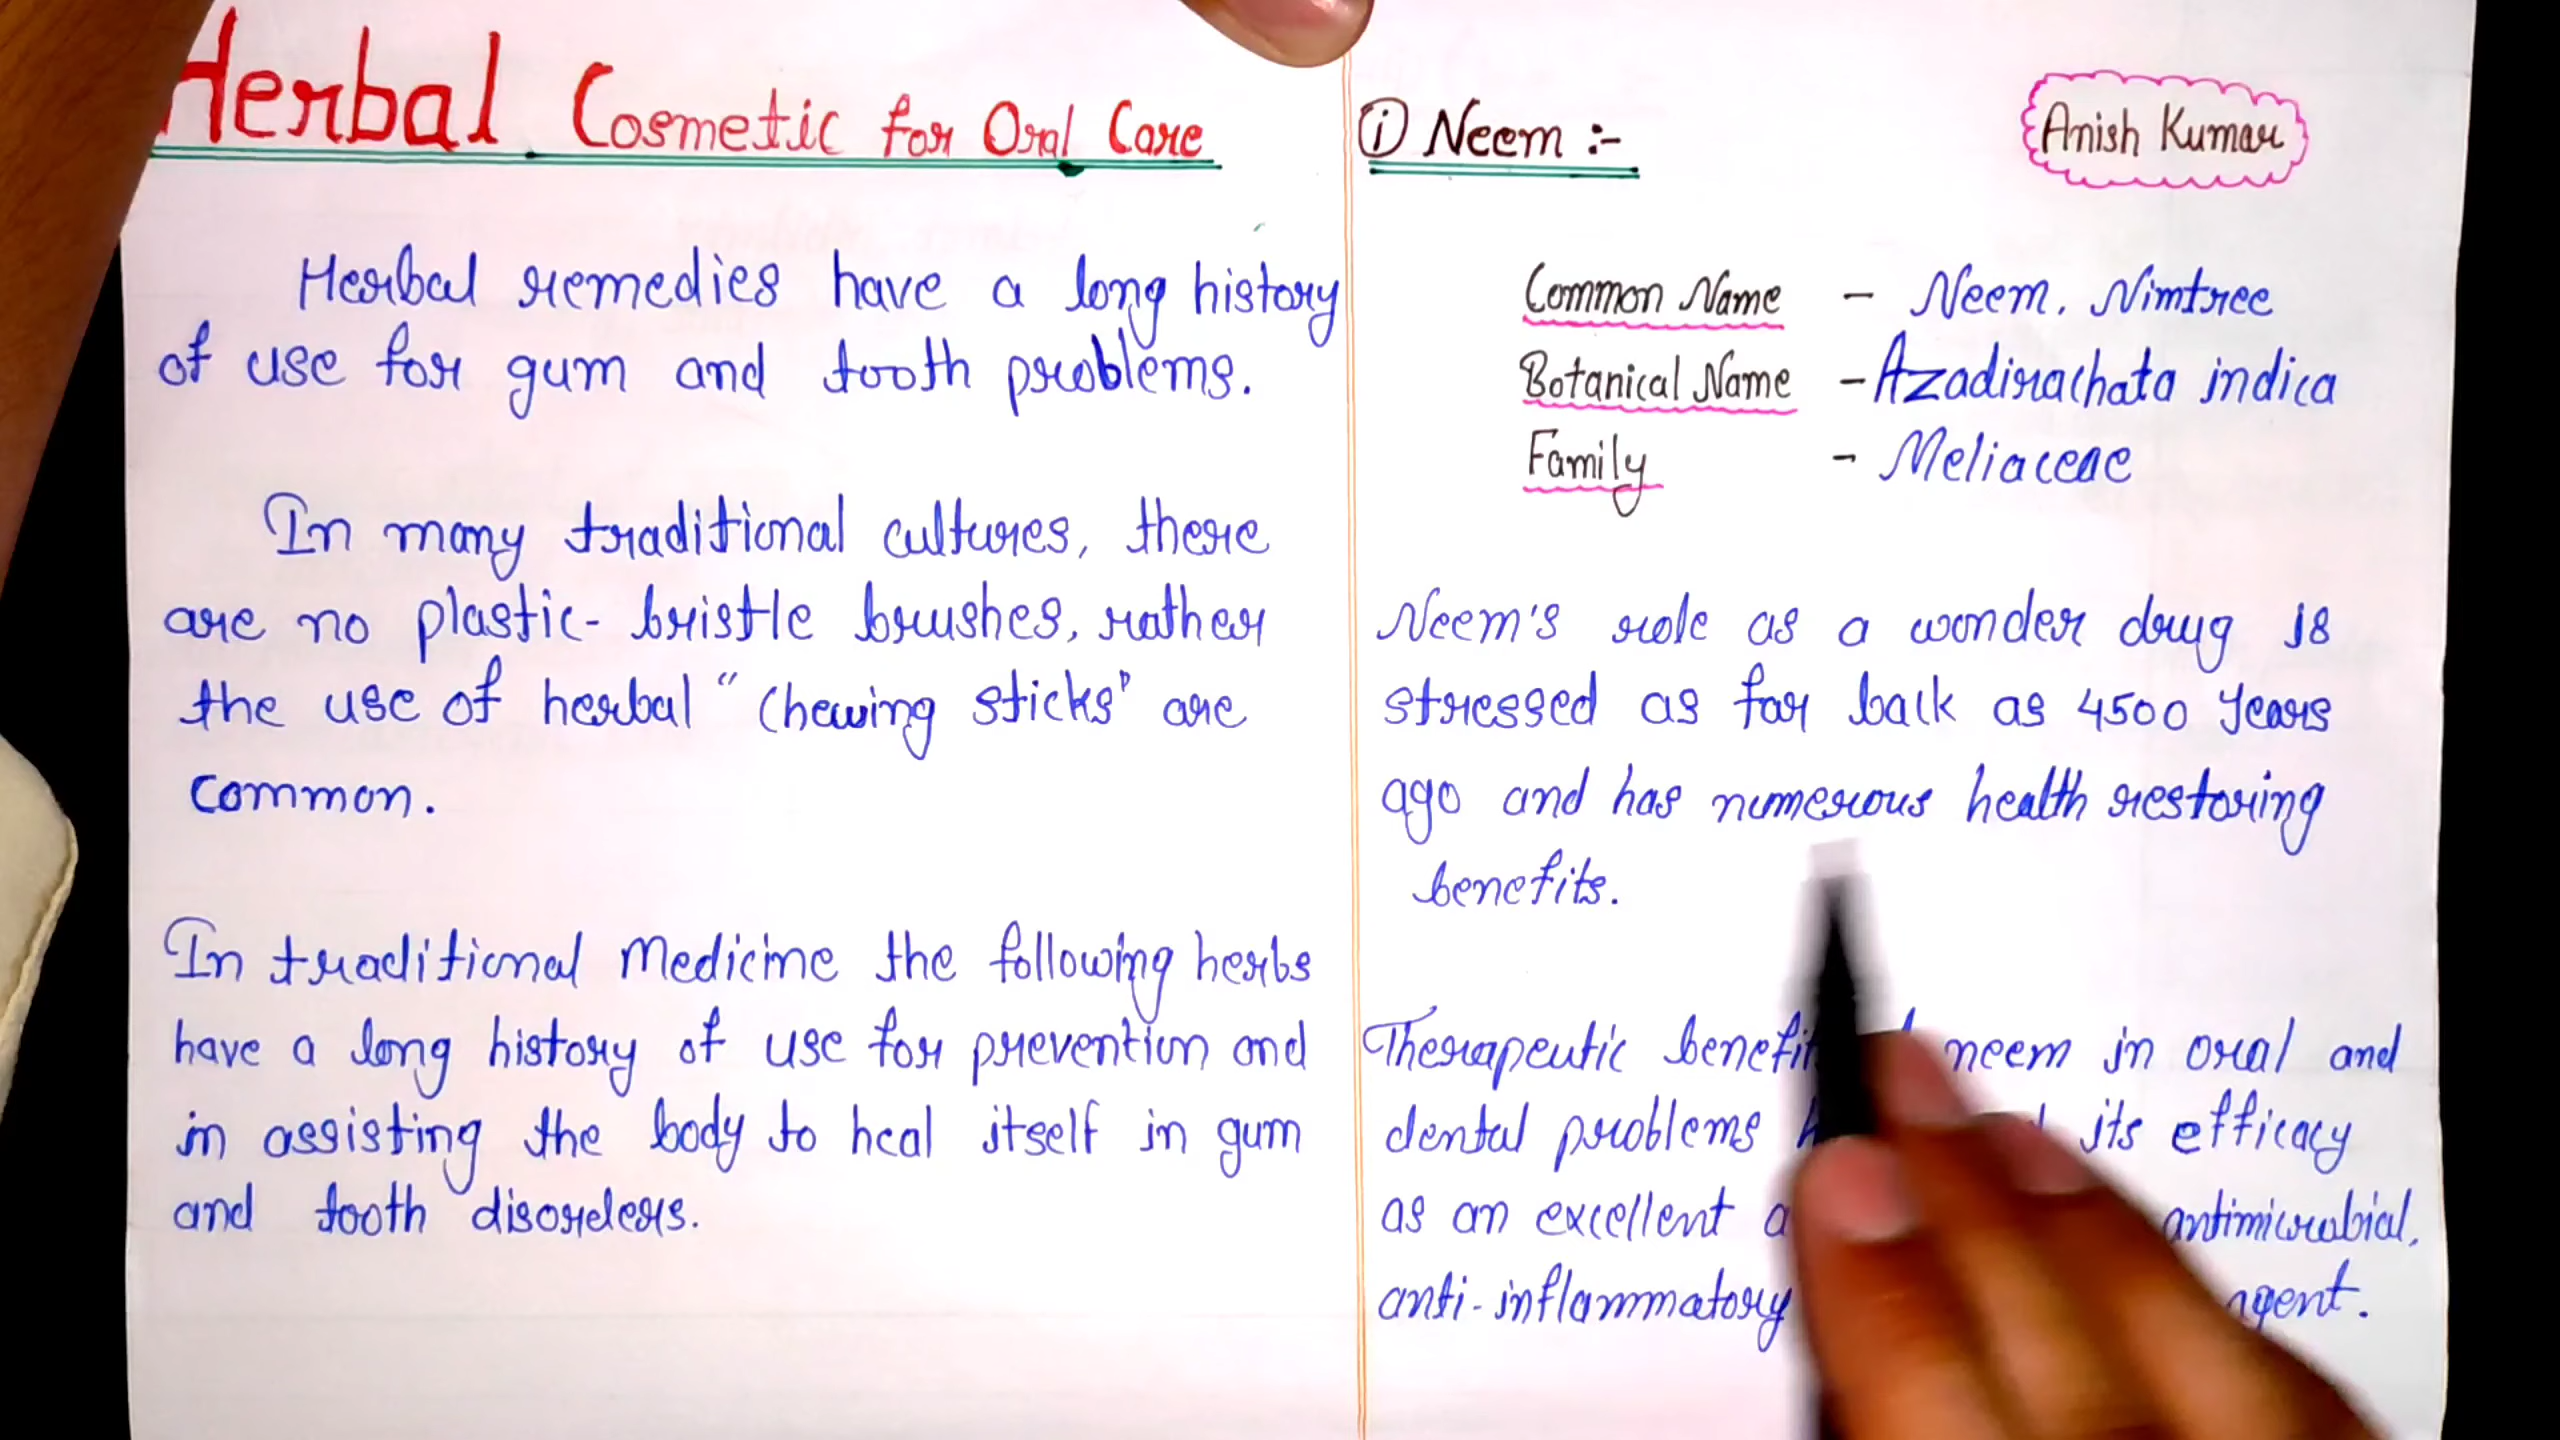 Herbal Cosmetic for Oral Care
Herbal remedies have a long history
of use for gum and tooth problems.
In many traditional cultures, there
are no plastic-bristle brushes, rather
the use of herbal "Chewing sticks" are
common.
In traditional Medicine the following herbs
have a long history of use for prevention and
in assisting the body to heal itself in gum
and tooth disorders.
i Neem :-
Anish Kumar
Common Name - Neem, Nimtree
Botanical Name - Azadirachata indica
Family - Meliaceae
Neem's role as a wonder drug is
stressed as far back as 4500 years
ago and has numerous health restoring
benefits.
Therapeutic neem in oral and
dental problems its efficacy
as an excellent antimicrobial,
anti-inflammatory agent.